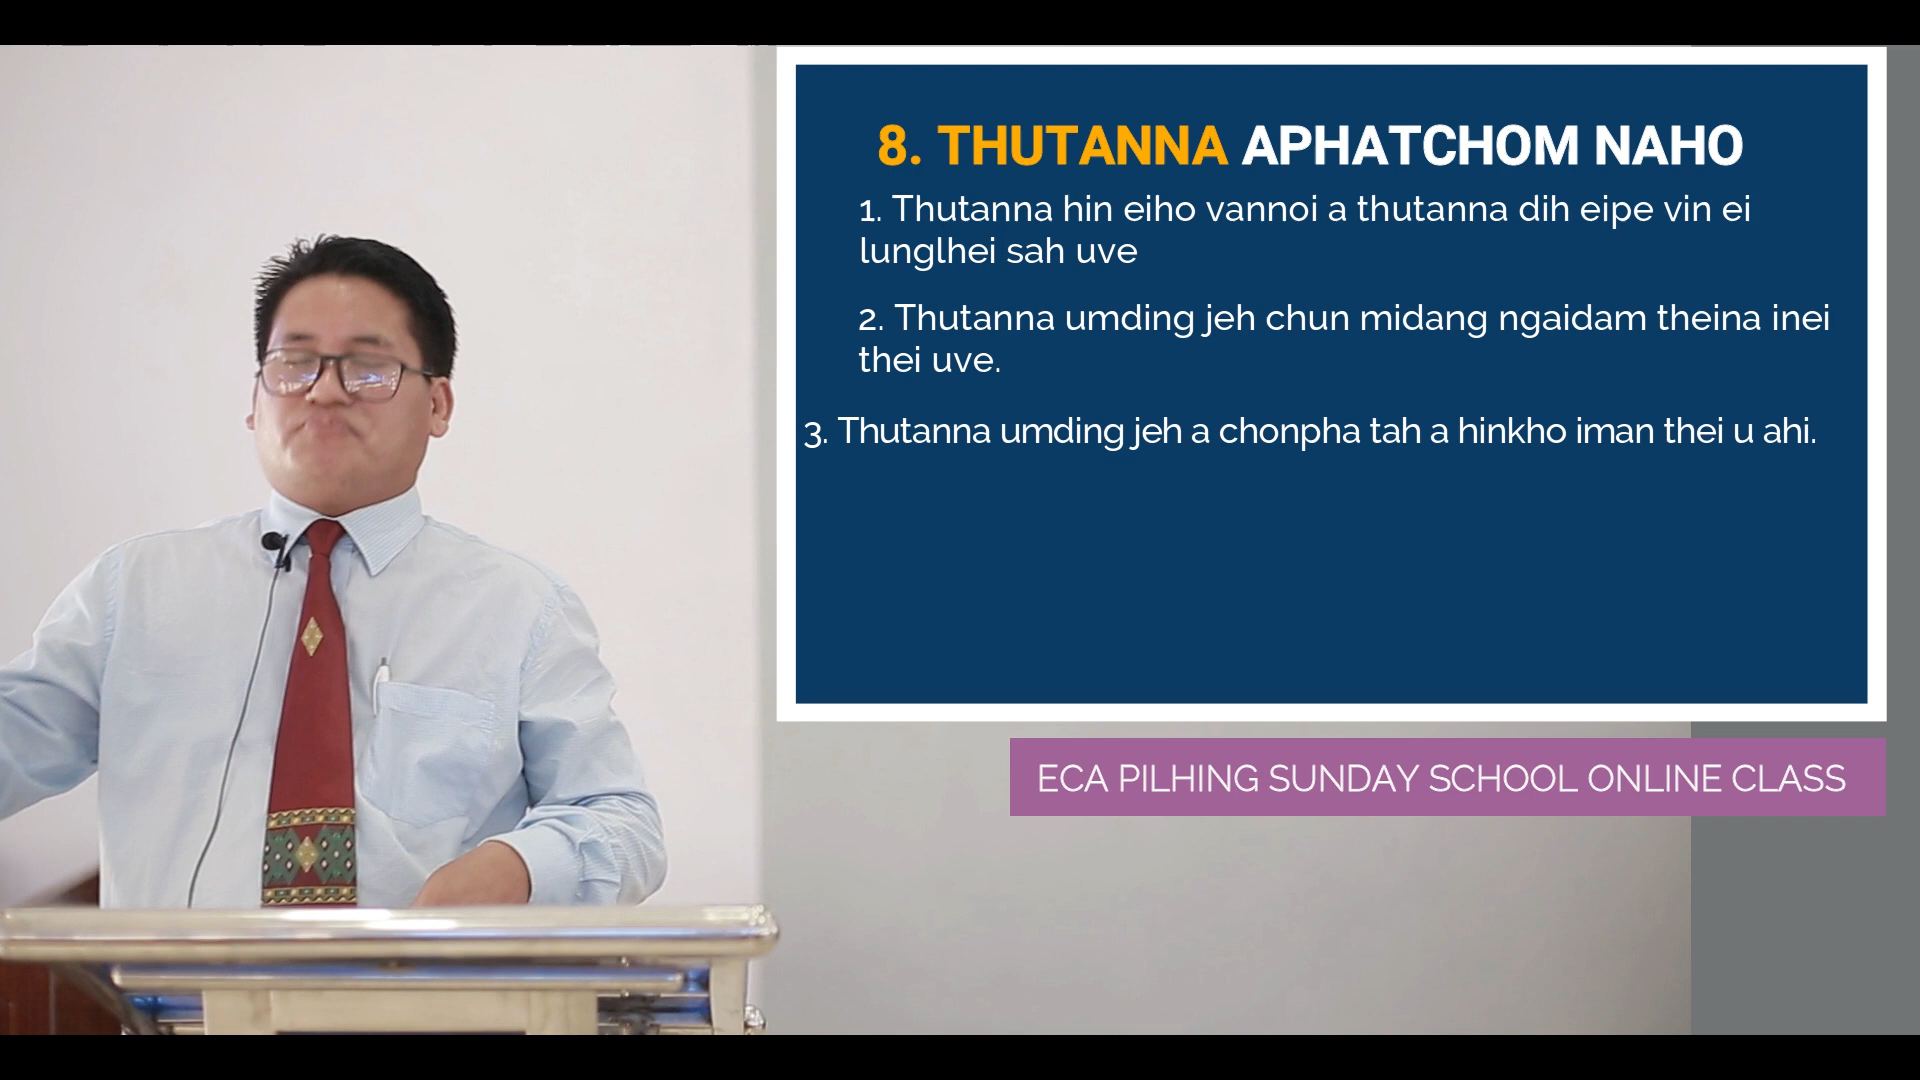 8. THUTANNA APHATCHOM NAHO
1. Thutanna hin eiho vannoi a thutanna dih eipe vin ei
lunglhei sah uve
2. Thutanna umding jeh chun midang ngaidam theina inei
thei uve.
3. Thutanna umding jeh a chonpha tah a hinkho iman thei u ahi.
ECA PILHING SUNDAY SCHOOL ONLINE CLASS